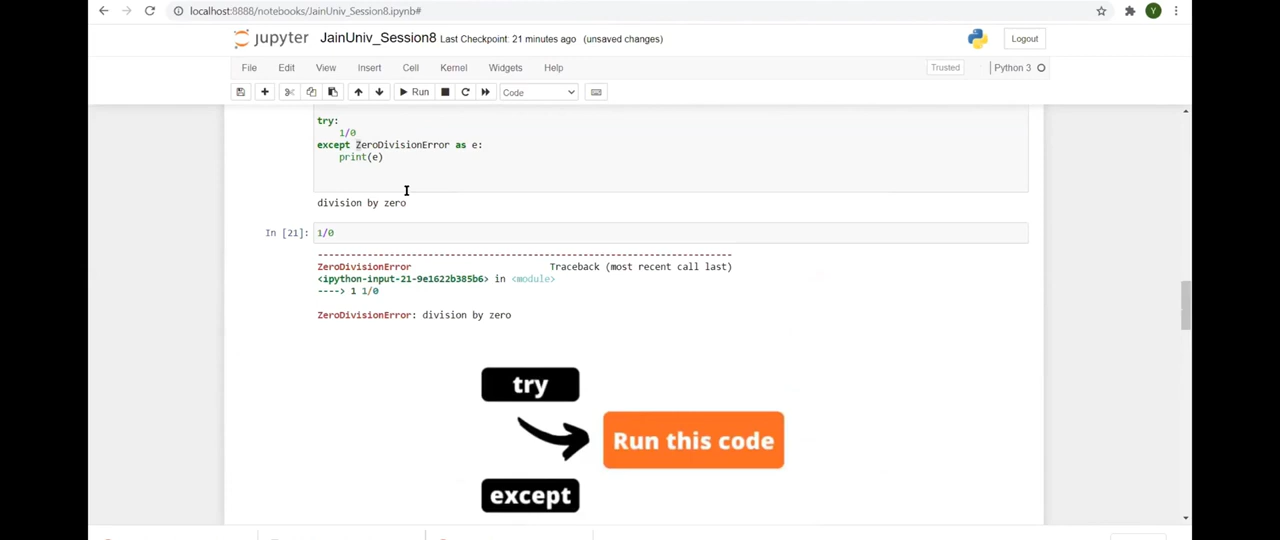 localhost:8888/notebooks/JainUniv_Session8.ipynb#
Y
jupyter JainUniv_Session8 Last Checkpoint: 21 minutes ago (unsaved changes)
Logout
File Edit View Insert Cell Kernel Widgets Help
Trusted Python 3
Run Code
try:
1/0
except ZeroDivisionError as e:
print(e)
division by zero
In [21]: 1/0
---------------------------------------------------------------------------
ZeroDivisionError Traceback (most recent call last)
<ipython-input-21-9e1622b385b6> in <module>
----> 1 1/0
ZeroDivisionError: division by zero
try
Run this code
except